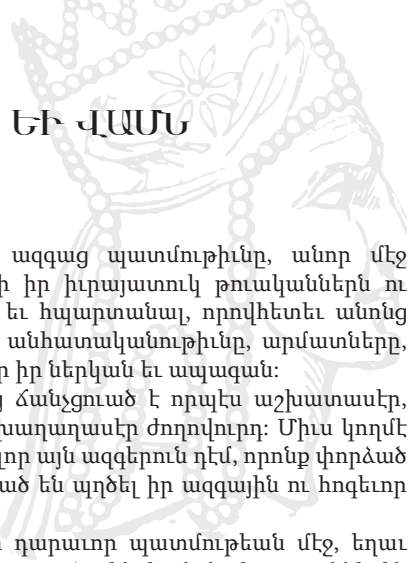 ԵՒ ՎԱՄՆ
ազգաց պատմութիւնը, անոր մէջ
իր իւրայատուկ թուականներն ու
եւ հպարտանալ, որովհետեւ անոնց
անհատականութիւնը, արմատները,
իր ներկան եւ ապագան։
ճանչցուած է որպէս աշխատասէր,
խաղաղասէր ժողովուրդ։ Միւս կողմէ
լոր այն ազգերուն դէմ, որոնք փորձած
ած են պղծել իր ազգային ու հոգեւոր
դարաւոր պատմութեան մէջ, եղաւ